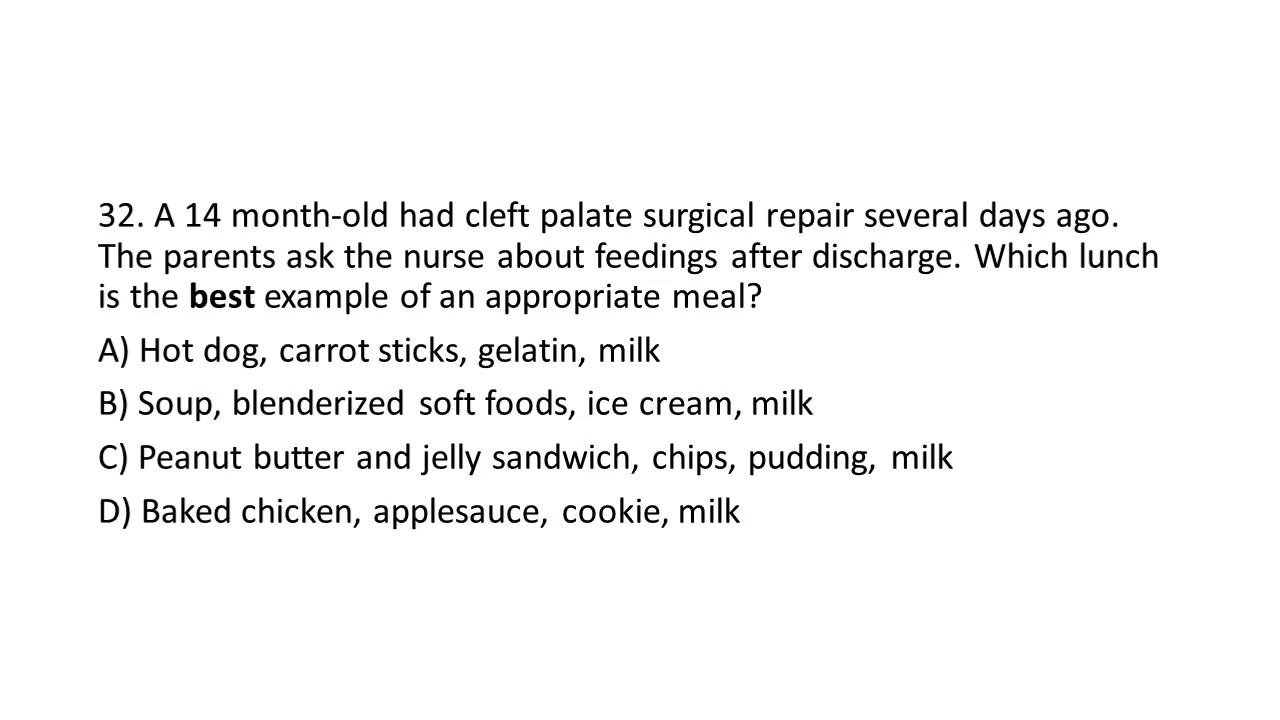 32. A 14 month-old had cleft palate surgical repair several days ago.
The parents ask the nurse about feedings after discharge. Which lunch
is the best example of an appropriate meal?
A) Hot dog, carrot sticks, gelatin, milk
B) Soup, blenderized soft foods, ice cream, milk
C) Peanut butter and jelly sandwich, chips, pudding, milk
D) Baked chicken, applesauce, cookie, milk